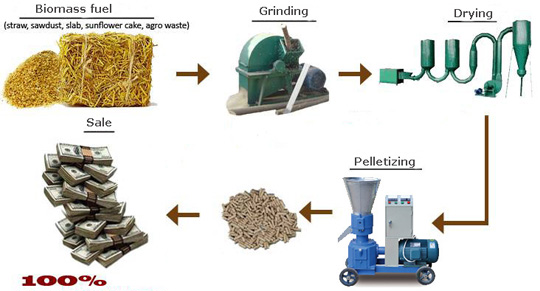 Biomass fuel
(straw, sawdust, slab, sunflower cake, agro waste)
Grinding
Drying
Pelletizing
Sale
100%